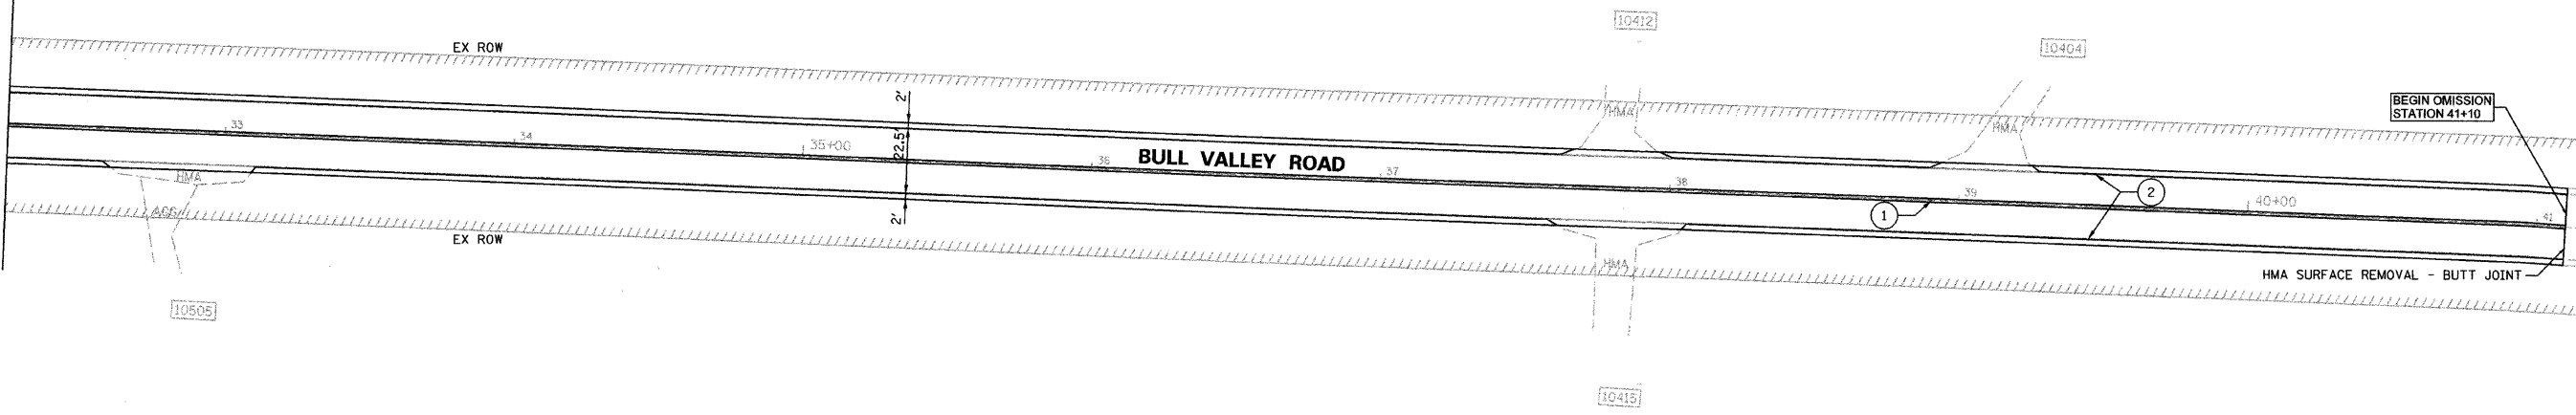 10412
10404
EX ROW
BEGIN OMISSION
STATION 41+10
2'
HMA
HMA
33
34
35+00
22.5'
36
BULL VALLEY ROAD
37
38
39
40+00
41
2
1
HMA
ACC
2'
EX ROW
HMA
HMA SURFACE REMOVAL - BUTT JOINT
10505
10415